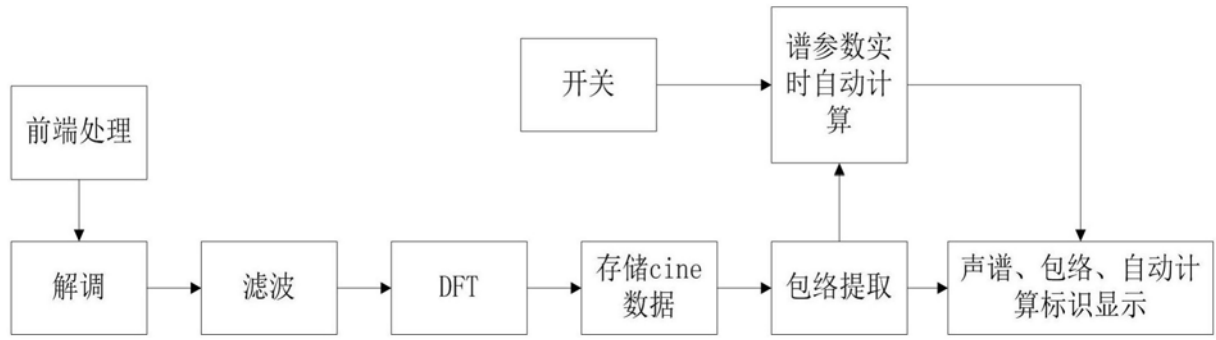 开关
谱参数实
时自动计
算
前端处理
解调
滤波
DFT
存储cine
数据
包络提取
声谱、包络、自动计
算标识显示